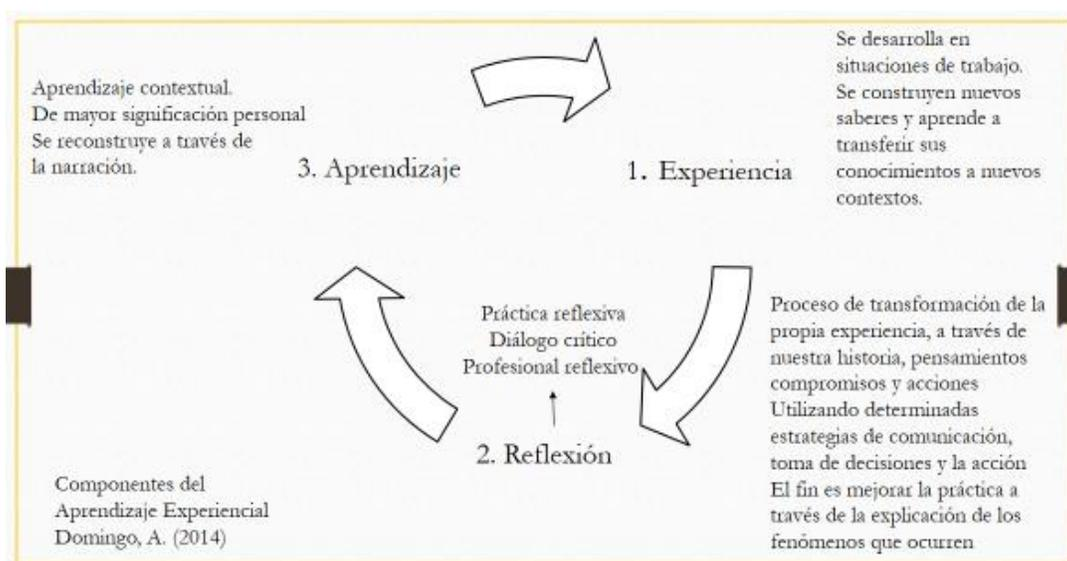 Se desarrolla en
situaciones de trabajo.
Se construyen nuevos
saberes y aprende a
transferir sus
conocimientos a nuevos
contextos.
Aprendizaje contextual.
De mayor significación personal
Se reconstruye a través de
la narración.
3. Aprendizaje
1. Experiencia
Práctica reflexiva
Diálogo crítico
Profesional reflexivo
2. Reflexión
Proceso de transformación de la
propia experiencia, a través de
nuestra historia, pensamientos
compromisos y acciones
Utilizando determinadas
estrategias de comunicación,
toma de decisiones y la acción
El fin es mejorar la práctica a
través de la explicación de los
fenómenos que ocurren
Componentes del
Aprendizaje Experiencial
Domingo, A. (2014)